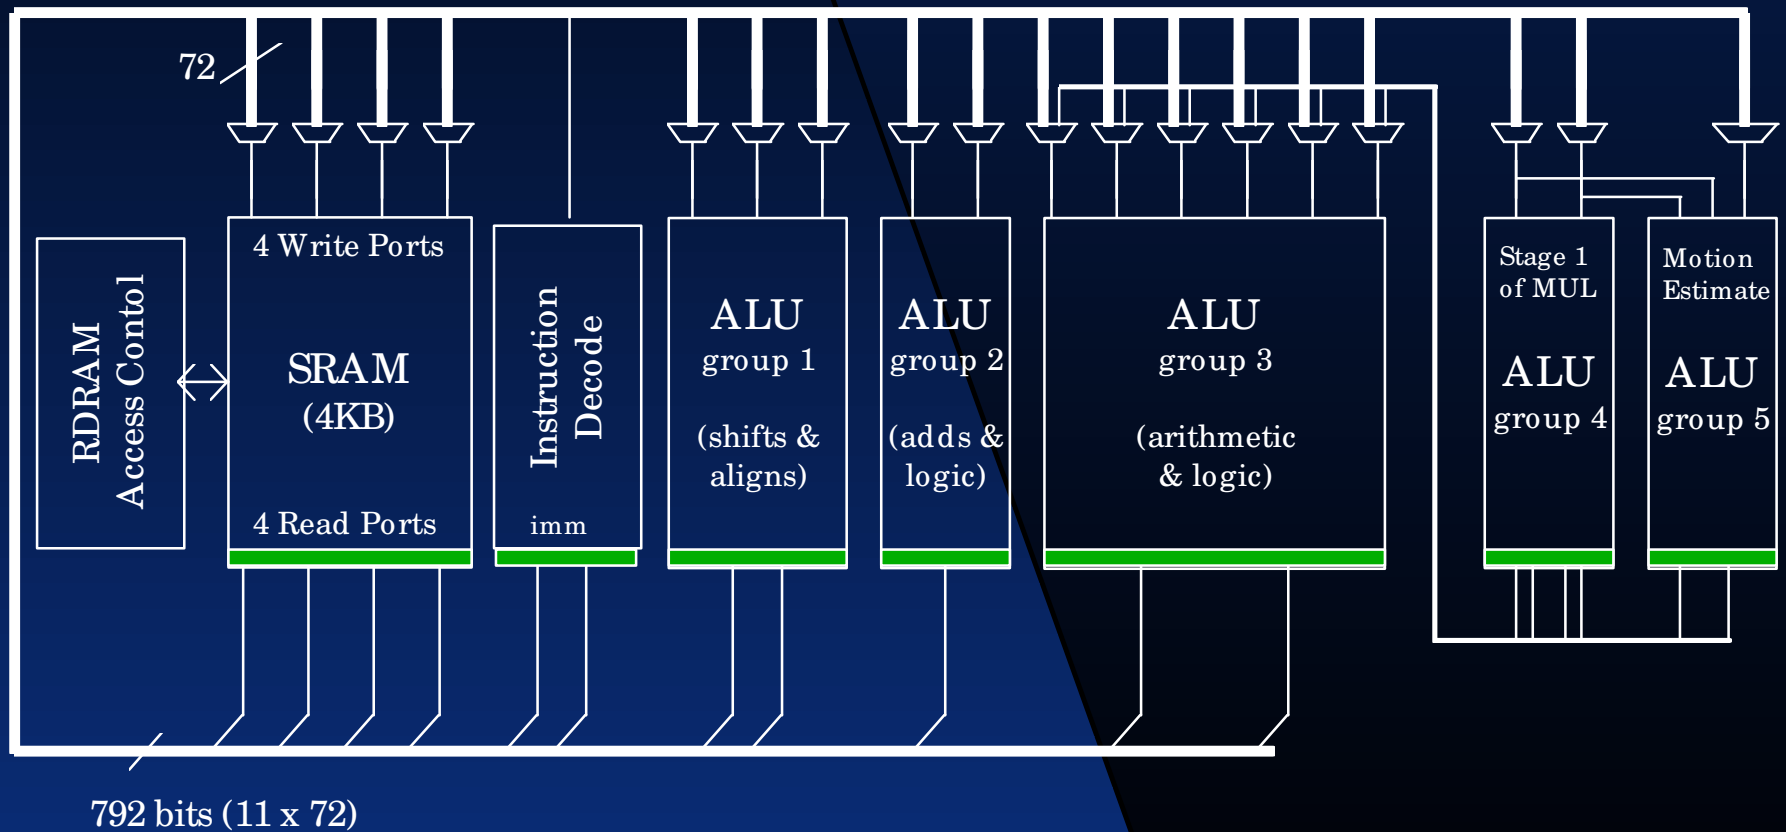 72
RDRAM
Access Contol
4 Write Ports
SRAM
(4KB)
4 Read Ports
Instruction
Decode
imm
ALU
group 1
(shifts &
aligns)
ALU
group 2
(adds &
logic)
ALU
group 3
(arithmetic
& logic)
Stage 1
of MUL
ALU
group 4
Motion
Estimate
ALU
group 5
792 bits (11 x 72)